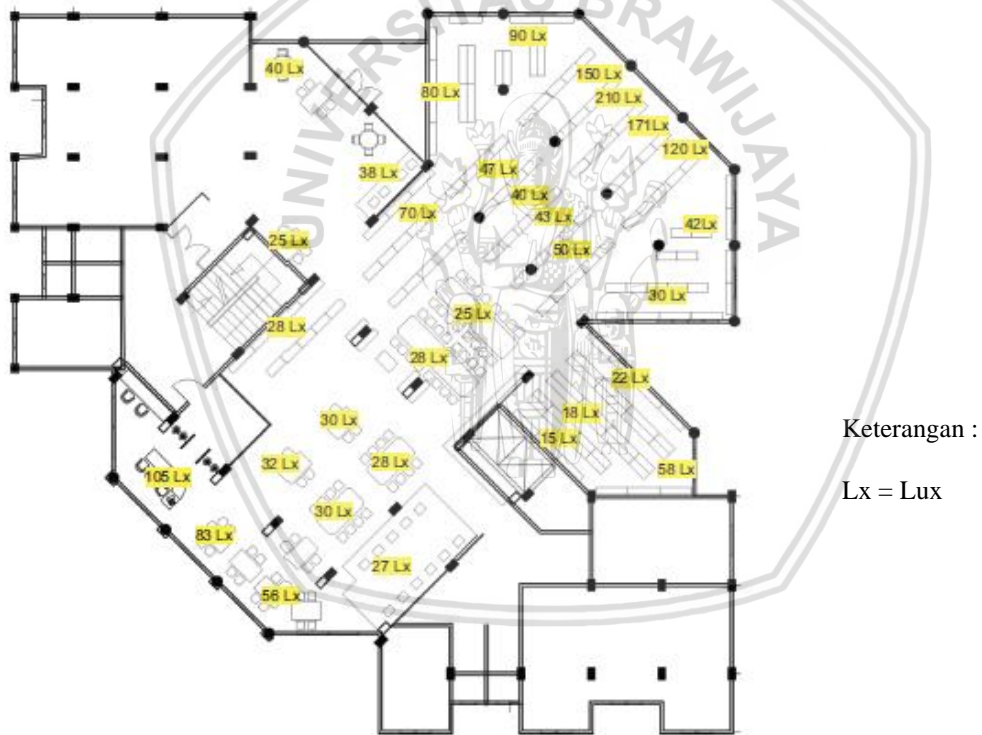 UNIVERSITAS BRAWIJAYA
90 Lx
40 Lx
150 Lx
80 Lx
210 Lx
171Lx
120 Lx
47 Lx
38 Lx
40 Lx
70 Lx
43 Lx
42Lx
25 Lx
50 Lx
30 Lx
25 Lx
28 Lx
28 Lx
22 Lx
18 Lx
30 Lx
15 Lx
32 Lx
28 Lx
58 Lx
105 Lx
30 Lx
83 Lx
27 Lx
56 Lx
Keterangan :
Lx = Lux